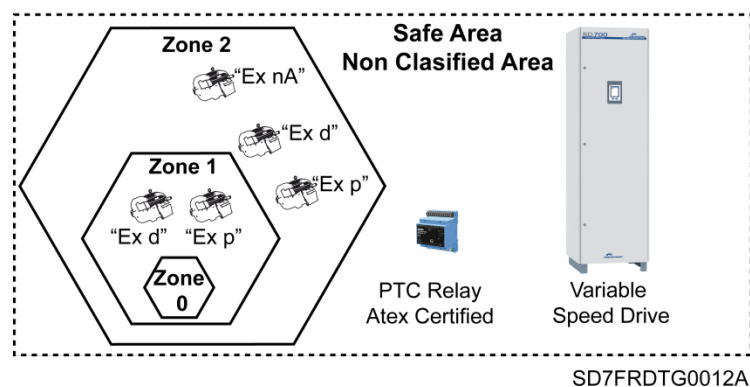 Zone 2
"Ex nA"
"Ex d"
"Ex p"
Zone 1
"Ex d" "Ex p"
Zone
0
Safe Area
Non Clasified Area
SD700
PTC Relay
Atex Certified
Variable
Speed Drive
SD7FRDTG0012A